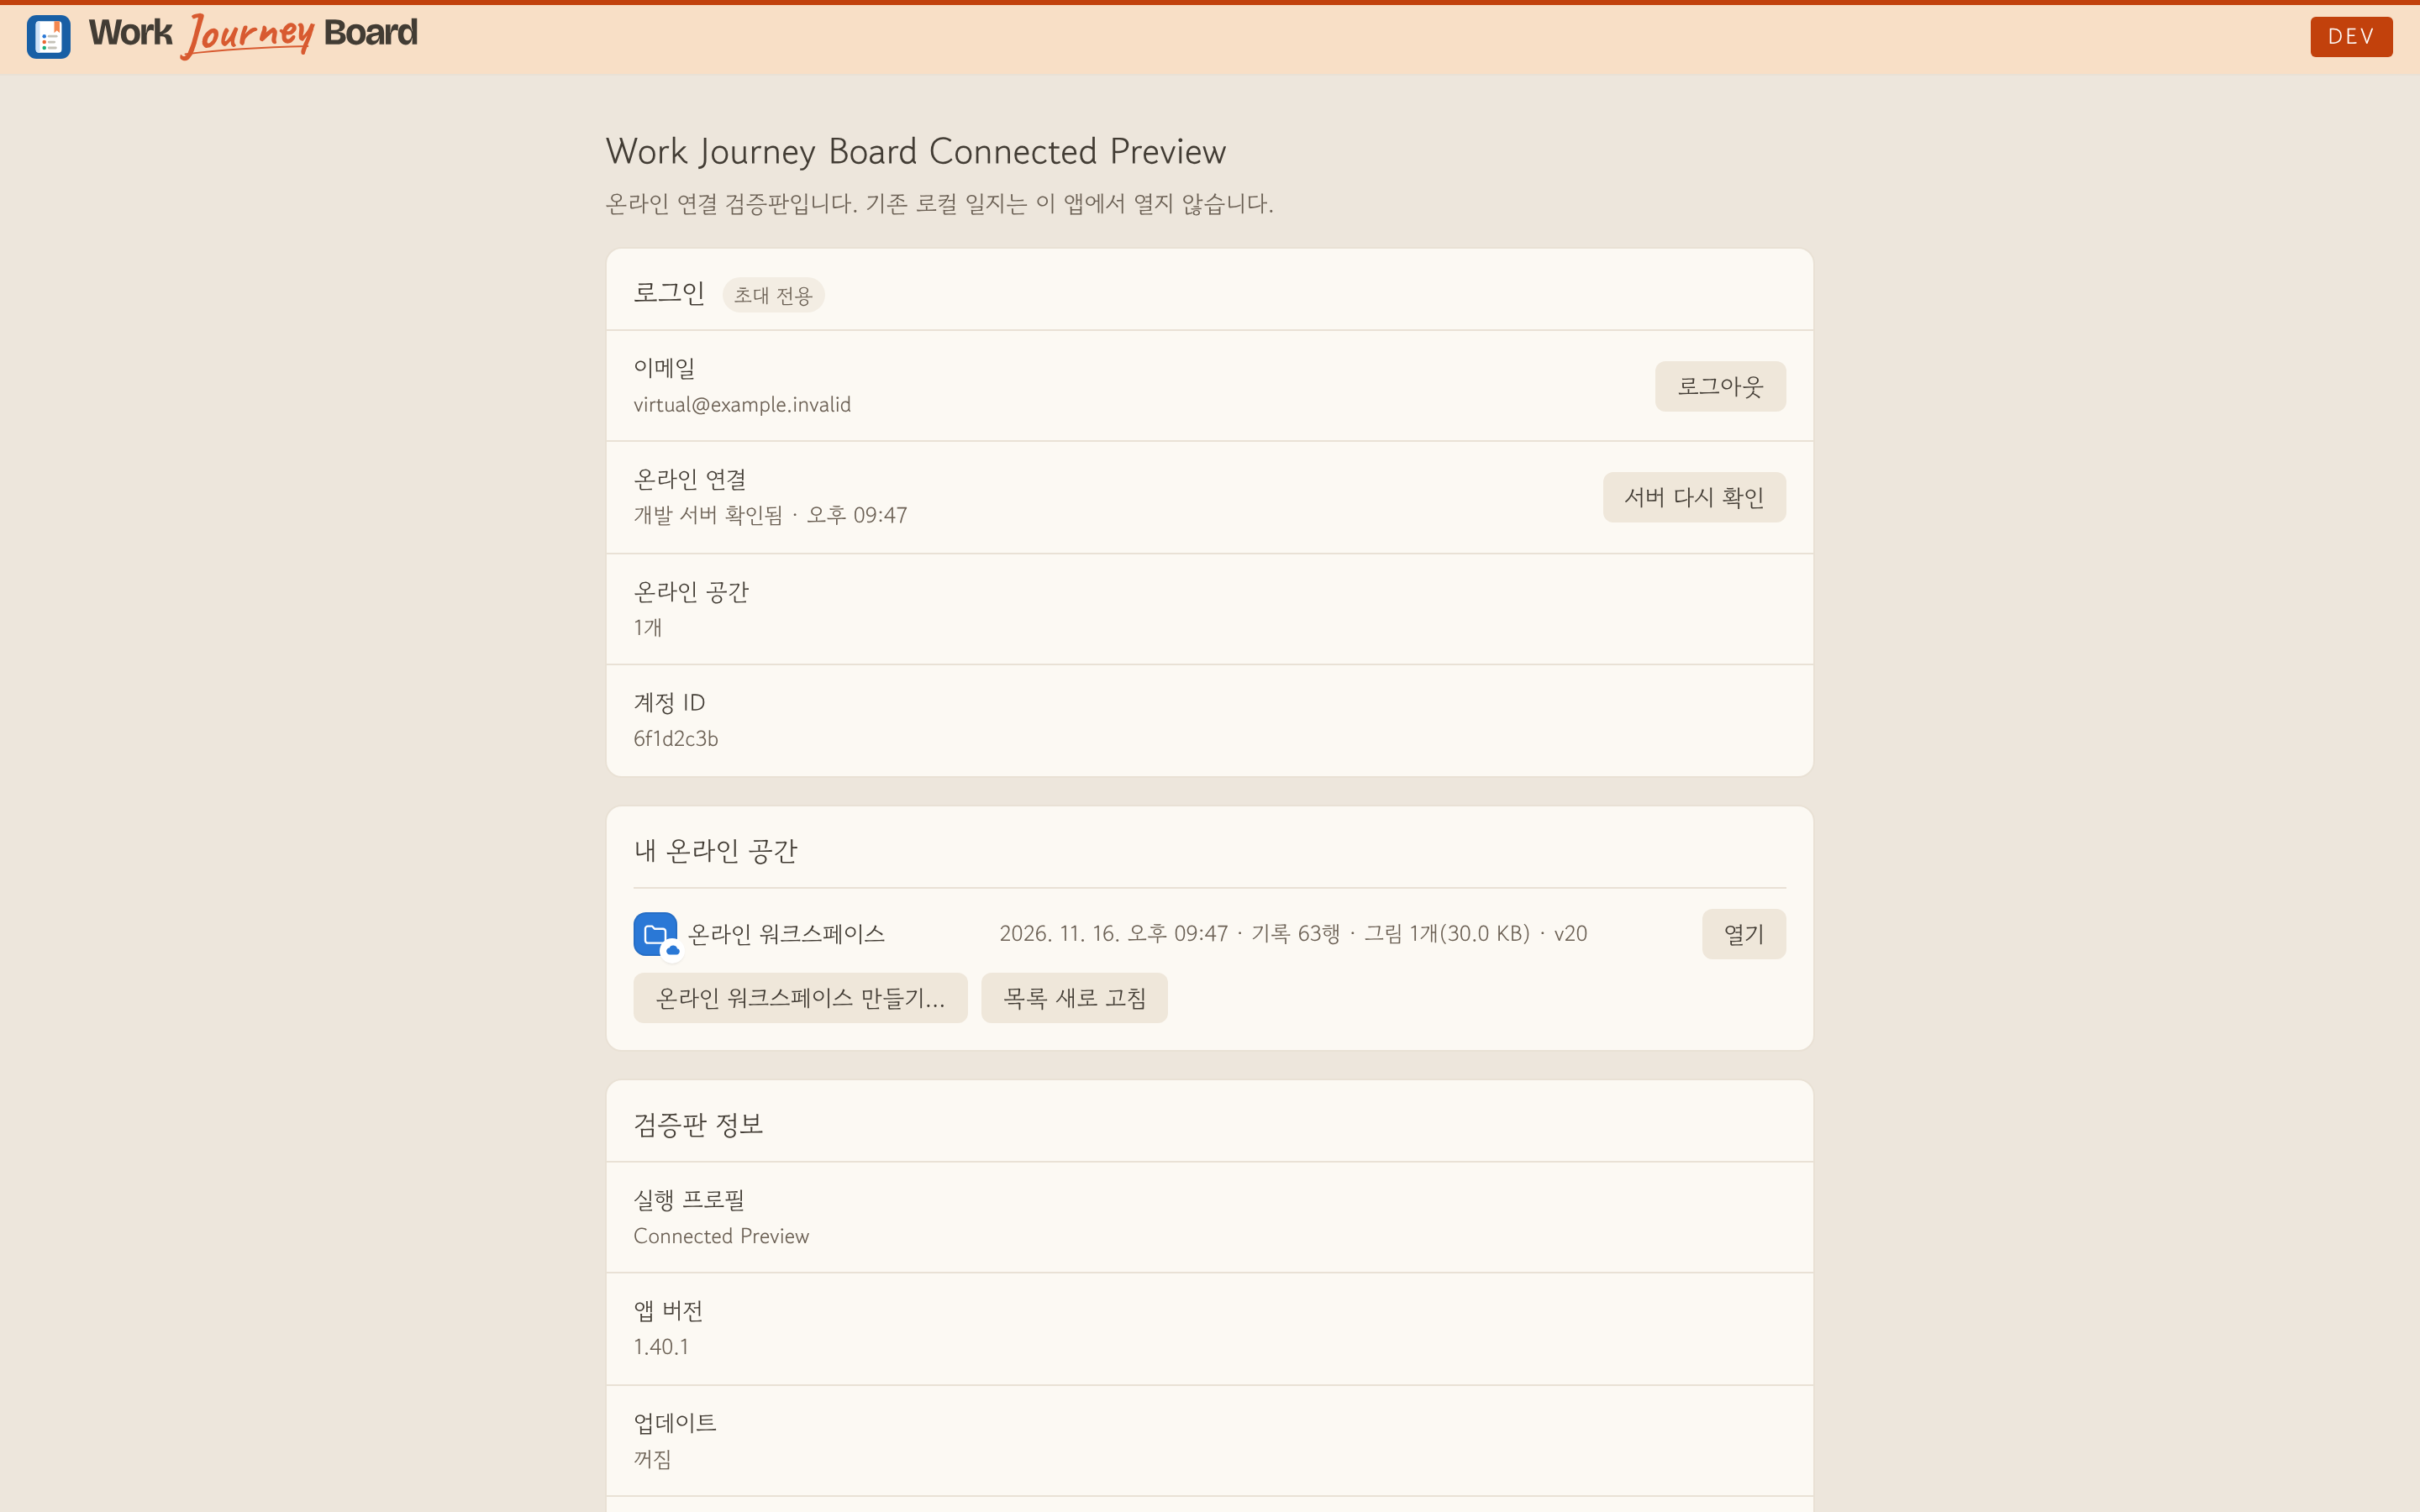 Work Journey Board
DEV
Work Journey Board Connected Preview
온라인 연결 검증판입니다. 기존 로컬 일지는 이 앱에서 열지 않습니다.
로그인 초대 전용
이메일
virtual@example.invalid
로그아웃
온라인 연결
개발 서버 확인됨 · 오후 09:47
서버 다시 확인
온라인 공간
1개
계정 ID
6f1d2c3b
내 온라인 공간
온라인 워크스페이스 2026. 11. 16. 오후 09:47 · 기록 63행 · 그림 1개(30.0 KB) · v20 열기
온라인 워크스페이스 만들기... 목록 새로 고침
검증판 정보
실행 프로필
Connected Preview
앱 버전
1.40.1
업데이트
꺼짐